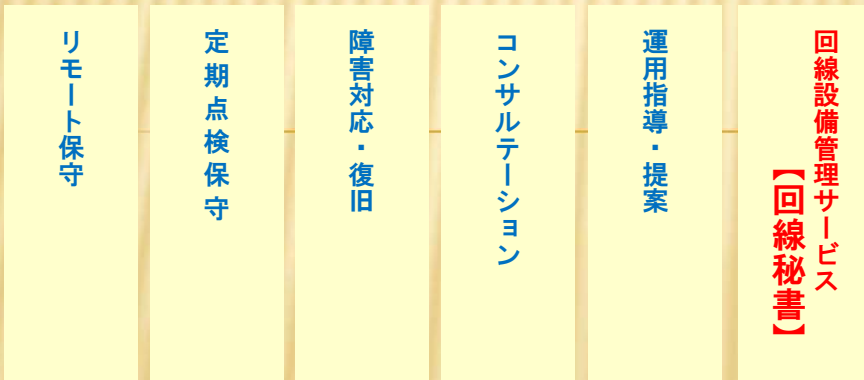 回線設備管理サービス
【回線秘書】
運用指導・提案
コンサルテーション
障害対応・復旧
定期点検保守
リモート保守